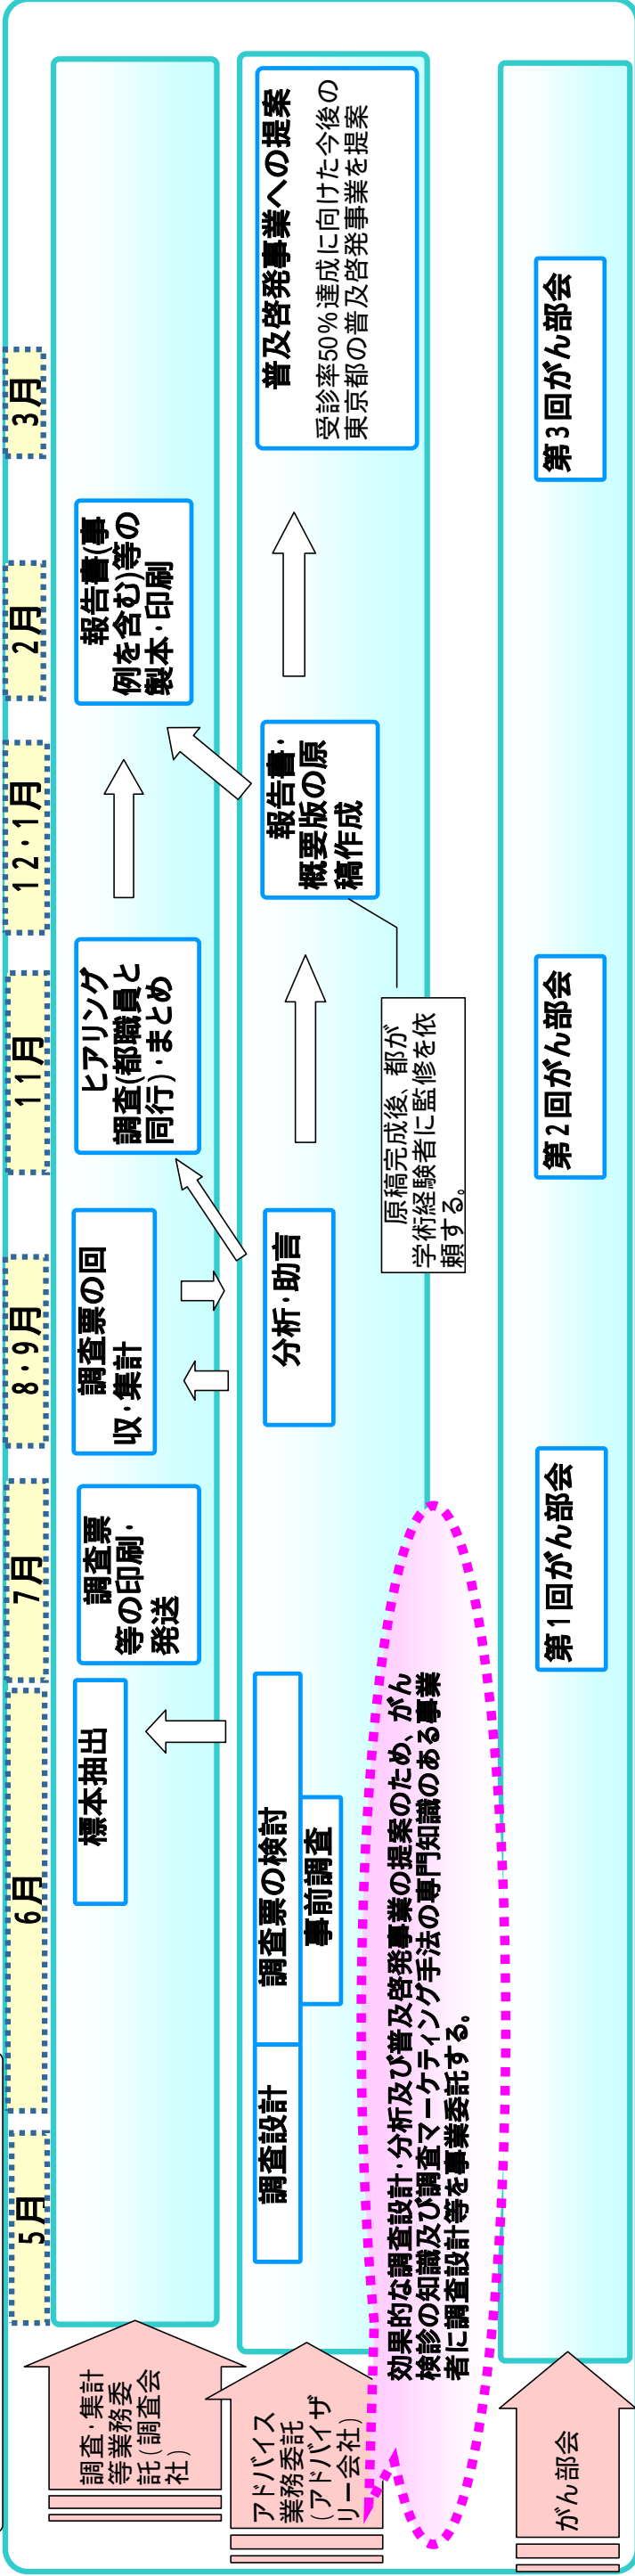 5月
6月
7月
8・9月
11月
12・1月
2月
3月
調査・集計
等業務委
託(調査会
社)
標本抽出
調査票
等の印刷・
発送
調査票の回
収・集計
ヒアリング
調査(都職員と
同行)・まとめ
報告書(事
例を含む)等の
製本・印刷
アドバイス
業務委託
(アドバイザ
リー会社)
調査設計
調査票の検討
事前調査
分析・助言
報告書・
概要版の原
稿作成
普及啓発事業への提案
受診率50%達成に向けた今後の
東京都の普及啓発事業を提案
原稿完成後、都が
学術経験者に監修を依
頼する。
効果的な調査設計・分析及び普及啓発事業の提案のため、がん
検診の知識及び調査マーケティング手法の専門知識のある事業
者に調査設計等を事業委託する。
がん部会
第1回がん部会
第2回がん部会
第3回がん部会